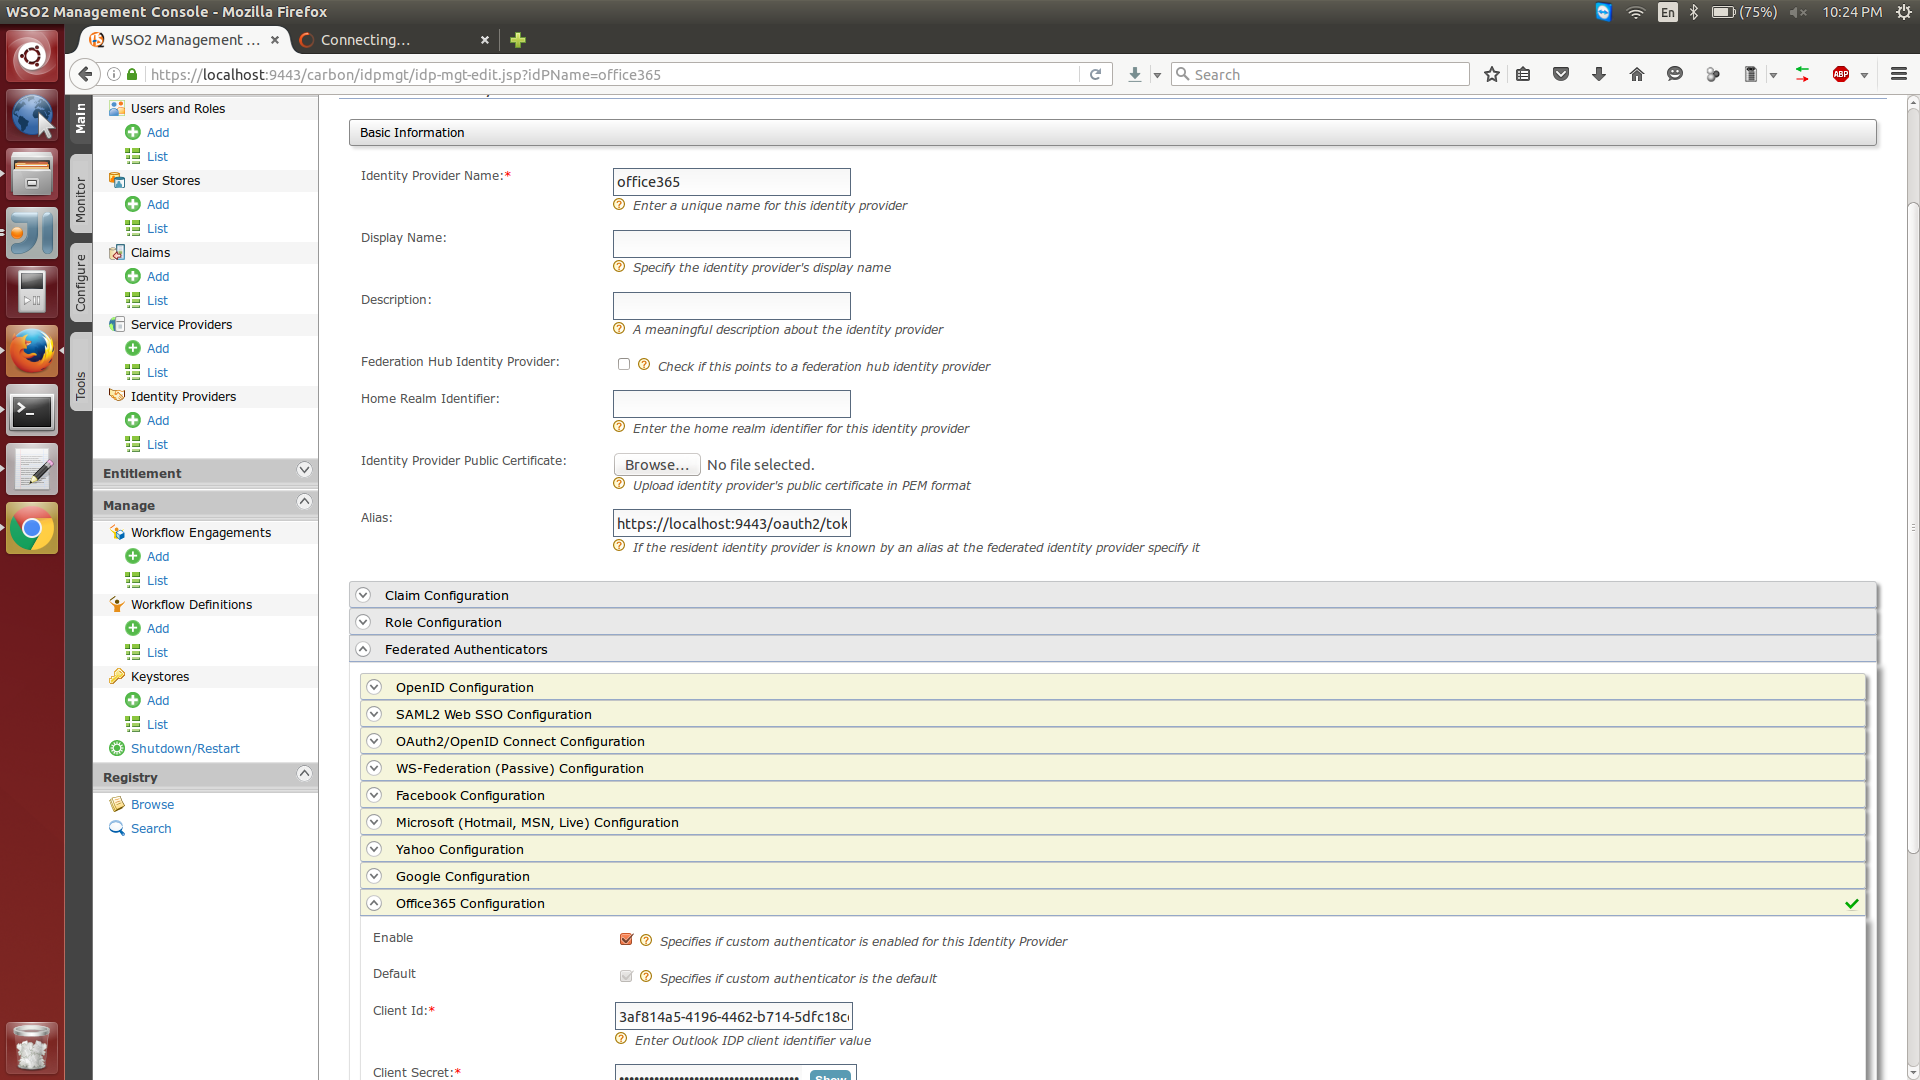 WSO2 Management Console - Mozilla Firefox
En
(75%)
10:24 PM
WSO2 Management ...
Connecting...
https://localhost:9443/carbon/idpmgt/idp-mgt-edit.jsp?idPName=office365
Search
ABP
Main
Monitor
Configure
Tools
Users and Roles
Add
List
User Stores
Add
List
Claims
Add
List
Service Providers
Add
List
Identity Providers
Add
List
Entitlement
Manage
Workflow Engagements
Add
List
Workflow Definitions
Add
List
Keystores
Add
List
Shutdown/Restart
Registry
Browse
Search
Basic Information
Identity Provider Name:*
office365
Enter a unique name for this identity provider
Display Name:
Specify the identity provider's display name
Description:
A meaningful description about the identity provider
Federation Hub Identity Provider:
Check if this points to a federation hub identity provider
Home Realm Identifier:
Enter the home realm identifier for this identity provider
Identity Provider Public Certificate:
Browse... No file selected.
Upload identity provider's public certificate in PEM format
Alias:
https://localhost:9443/oauth2/tok
If the resident identity provider is known by an alias at the federated identity provider specify it
Claim Configuration
Role Configuration
Federated Authenticators
OpenID Configuration
SAML2 Web SSO Configuration
OAuth2/OpenID Connect Configuration
WS-Federation (Passive) Configuration
Facebook Configuration
Microsoft (Hotmail, MSN, Live) Configuration
Yahoo Configuration
Google Configuration
Office365 Configuration
Enable
Specifies if custom authenticator is enabled for this Identity Provider
Default
Specifies if custom authenticator is the default
Client Id:*
3af814a5-4196-4462-b714-5dfc18c
Enter Outlook IDP client identifier value
Client Secret:*
Show